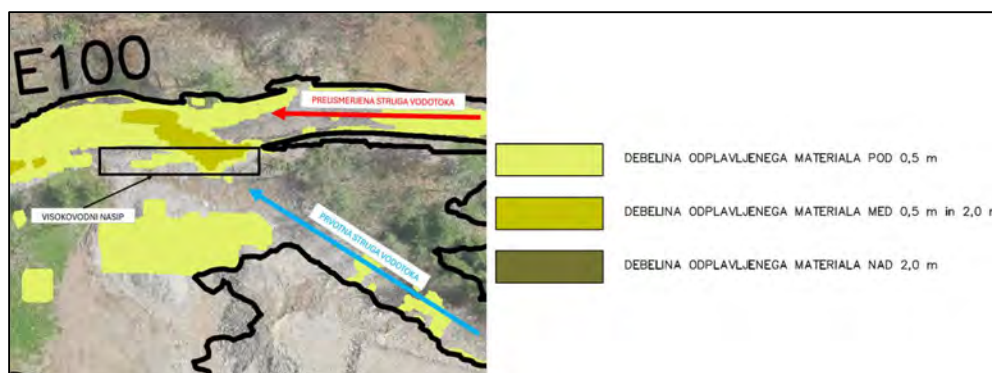 E100
PREUSMERJENA STRUGA VODOTOKA
VISOKOVODNI NASIP
PRVOTNA STRUGA VODOTOKA
DEBELINA ODPLAVLJENEGA MATERIALA POD 0,5 m
DEBELINA ODPLAVLJENEGA MATERIALA MED 0,5 m in 2,0 m
DEBELINA ODPLAVLJENEGA MATERIALA NAD 2,0 m